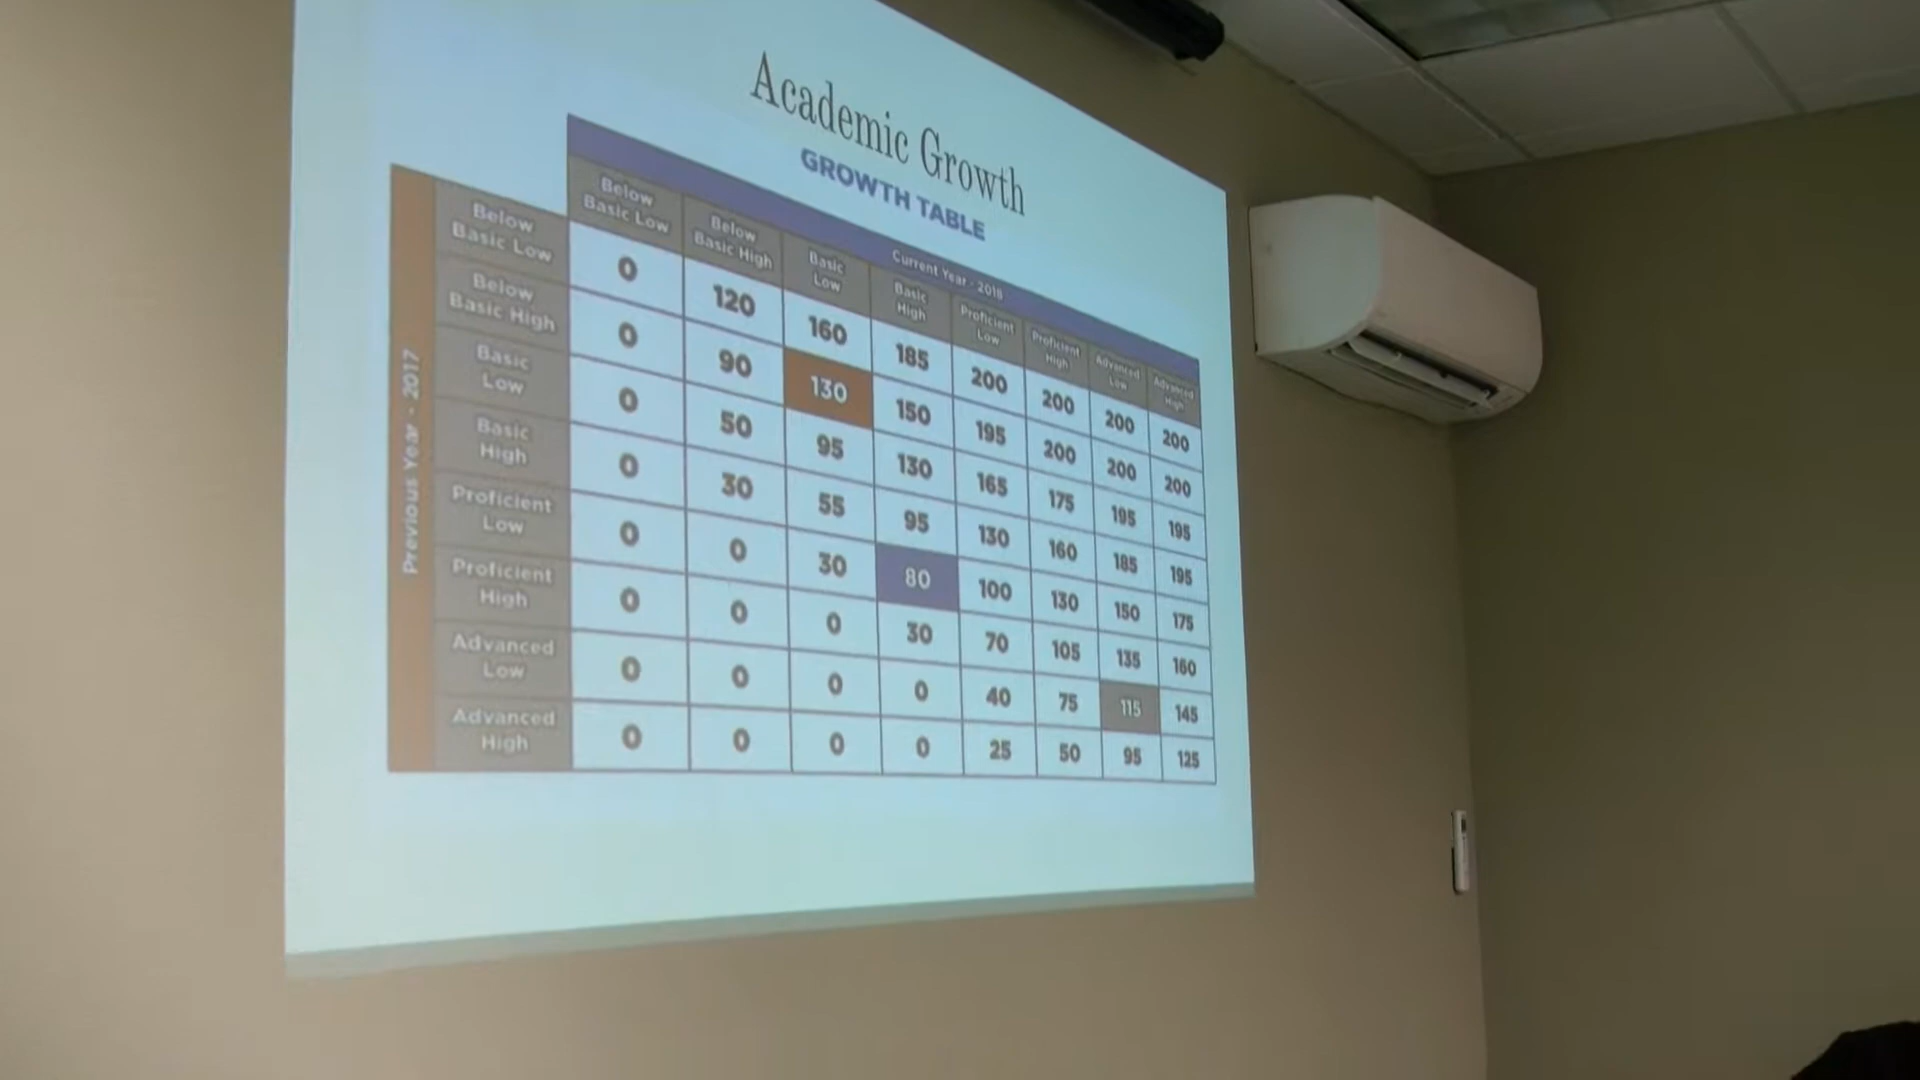 Academic Growth
GROWTH TABLE
Current Year - 2018
Below Basic Low
Below Basic High
Basic Low
Basic High
Proficient Low
Proficient High
Advanced Low
Advanced High
Previous Year - 2017
Below Basic Low 0 120 160 185 200 200 200 200
Below Basic High 0 90 130 150 195 200 200 200
Basic Low 0 50 95 130 165 175 195 195
Basic High 0 30 55 95 130 160 185 195
Proficient Low 0 0 30 80 100 130 150 175
Proficient High 0 0 0 30 70 105 135 160
Advanced Low 0 0 0 0 40 75 115 145
Advanced High 0 0 0 0 25 50 95 125